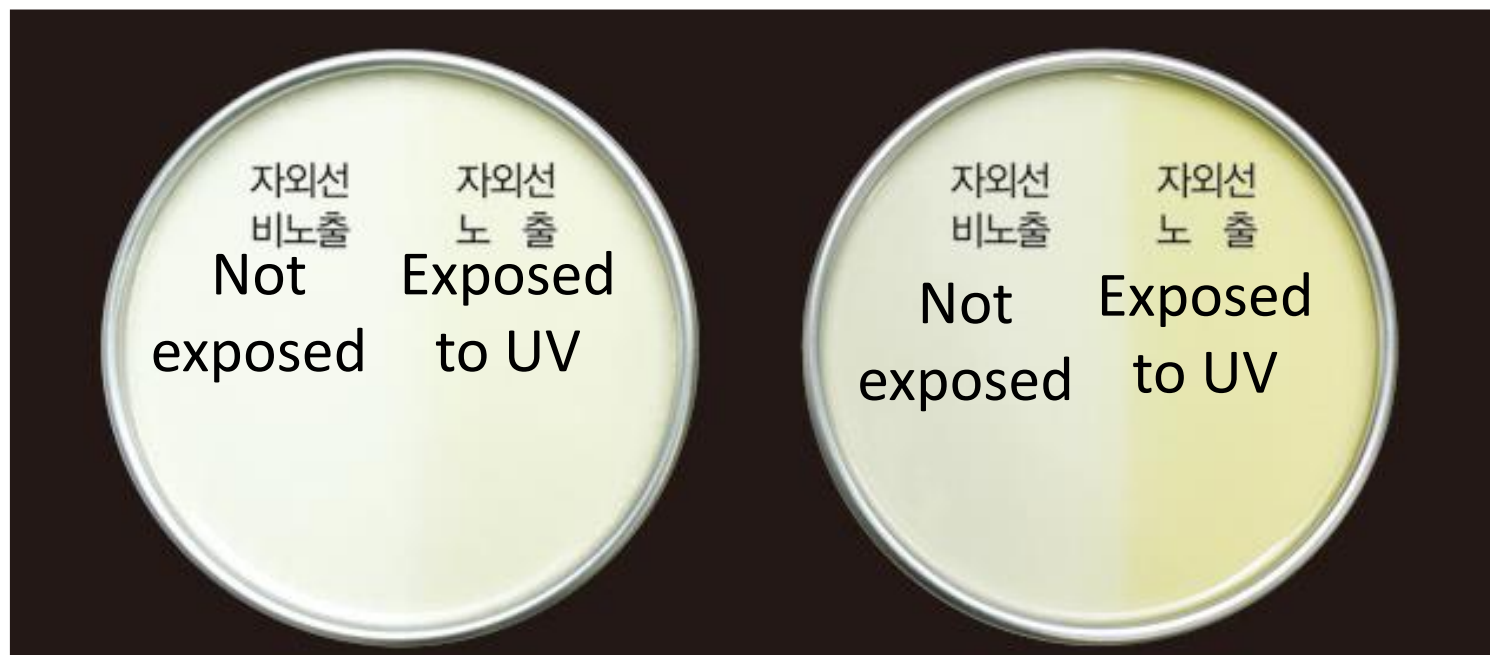 자외선
비노출
자외선
노 출
Not
exposed
Exposed
to UV
자외선
비노출
자외선
노 출
Not
exposed
Exposed
to UV